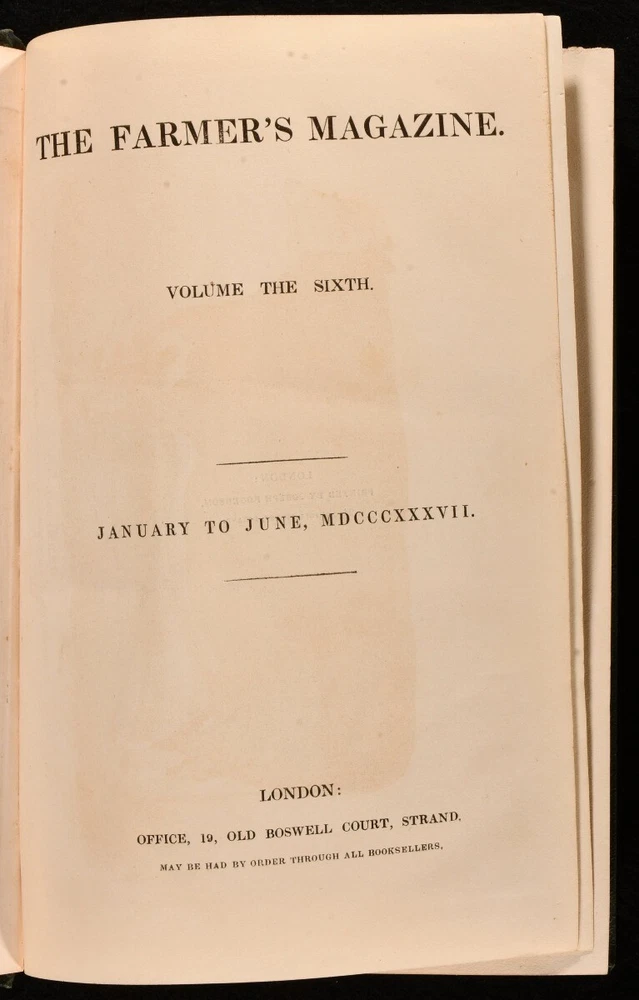 THE FARMER'S MAGAZINE.
VOLUME THE SIXTH.
JANUARY TO JUNE, MDCCCXXXVII.
LONDON:
OFFICE, 19, OLD BOSWELL COURT, STRAND.
MAY BE HAD BY ORDER THROUGH ALL BOOKSELLERS.